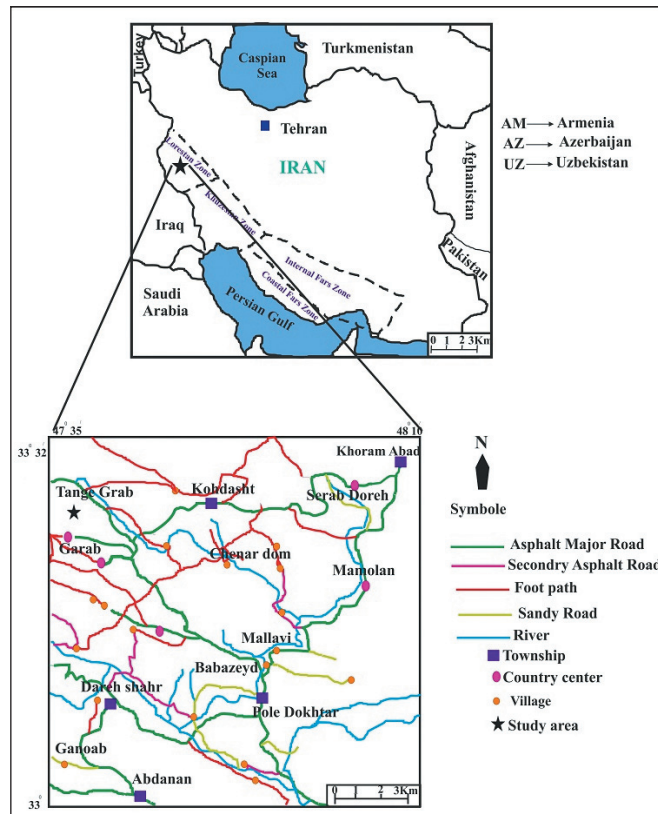 Turkey
Caspian
Sea
Turkmenistan
Tehran
AM → Armenia
AZ → Azerbaijan
UZ → Uzbekistan
Lorestan Zone
IRAN
Afghanistan
Khuzestan Zone
Iraq
Internal Fars Zone
Pakistan
Coastal Fars Zone
Saudi
Arabia
Persian Gulf
0 1 2 3Km
47 35
48 10
33 32
Khoram Abad
N
Tange Grab
Kohdasht
Serab Doreh
Symbole
Garab
Chenar dom
Mamolan
Asphalt Major Road
Secondry Asphalt Road
Foot path
Sandy Road
River
Township
Country center
Village
Study area
Mallavi
Babazeyd
Dareh shahr
Pole Dokhtar
Ganoab
Abdanan
33
0 1 2 3Km